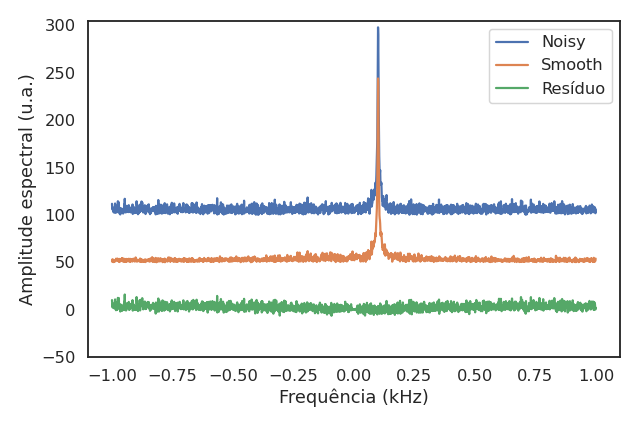 Noisy
Smooth
Resíduo
Amplitude espectral (u.a.)
300
250
200
150
100
50
0
−50
−1.00 −0.75 −0.50 −0.25 0.00 0.25 0.50 0.75 1.00
Frequência (kHz)